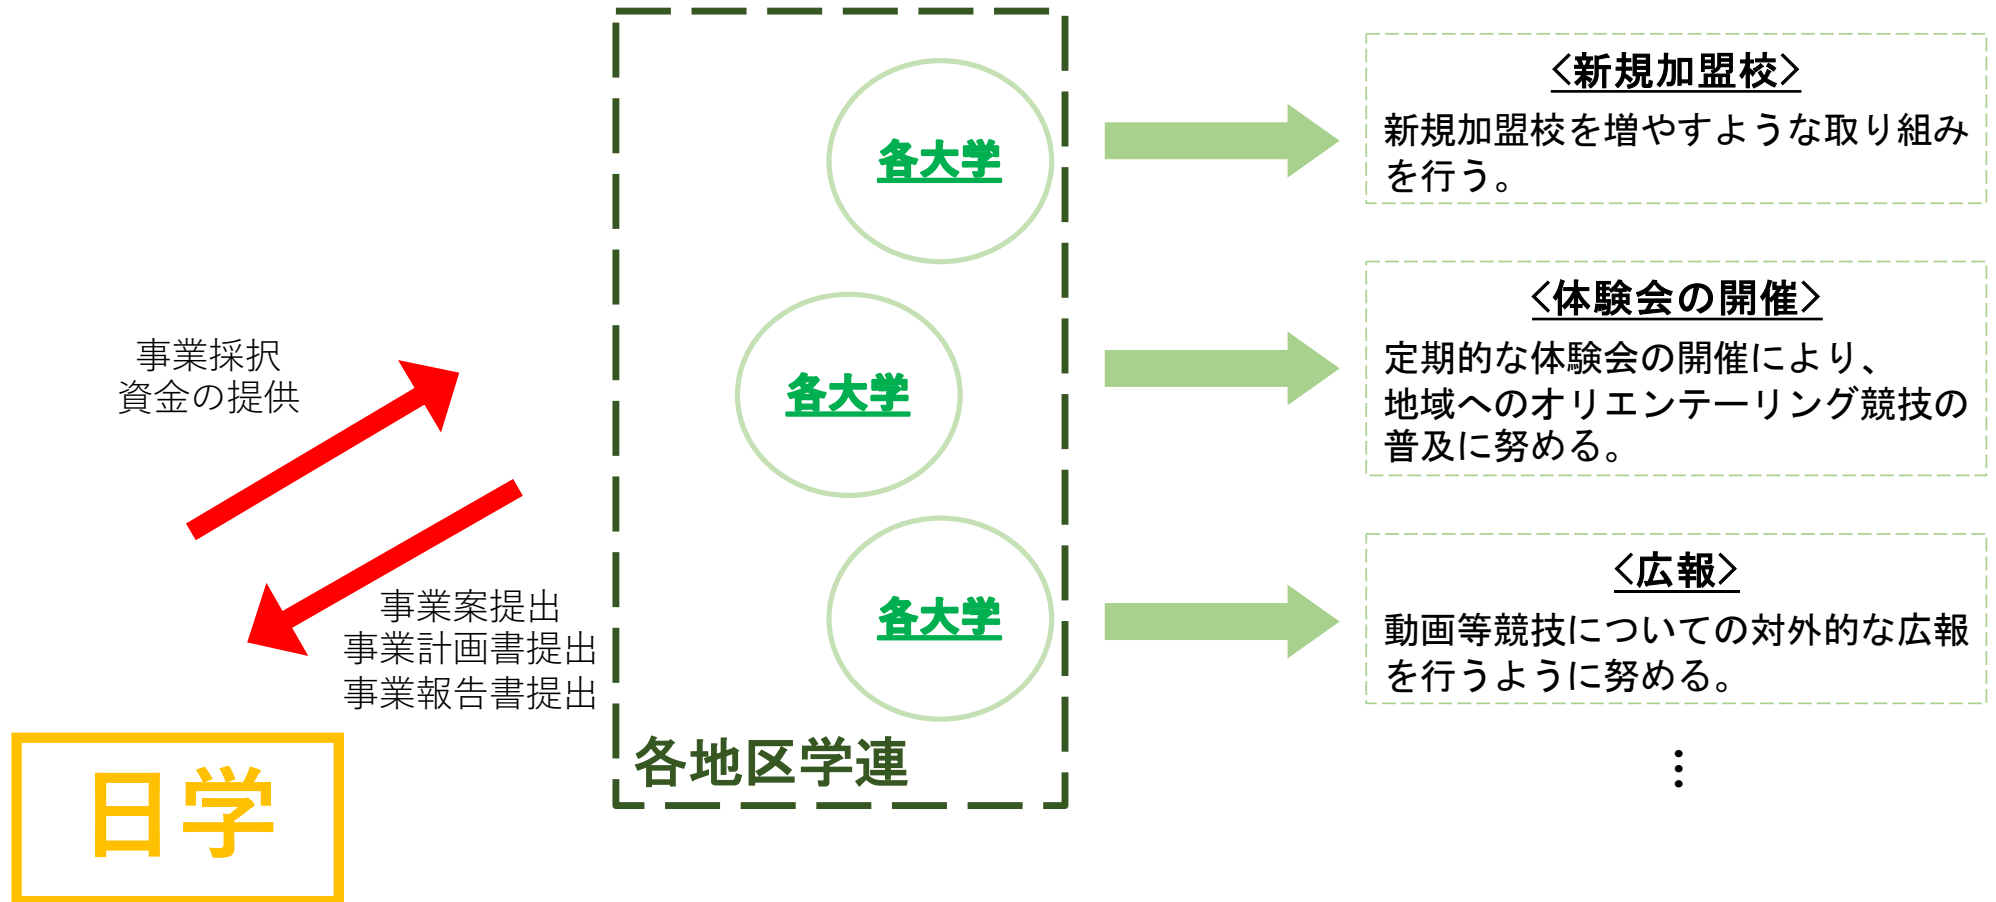 事業採択
資金の提供
事業案提出
事業計画書提出
事業報告書提出
日学
各大学
各大学
各大学
各地区学連
<新規加盟校>
新規加盟校を増やすような取り組み
を行う。
<体験会の開催>
定期的な体験会の開催により、
地域へのオリエンテーリング競技の
普及に努める。
<広報>
動画等競技についての対外的な広報
を行うように努める。
…